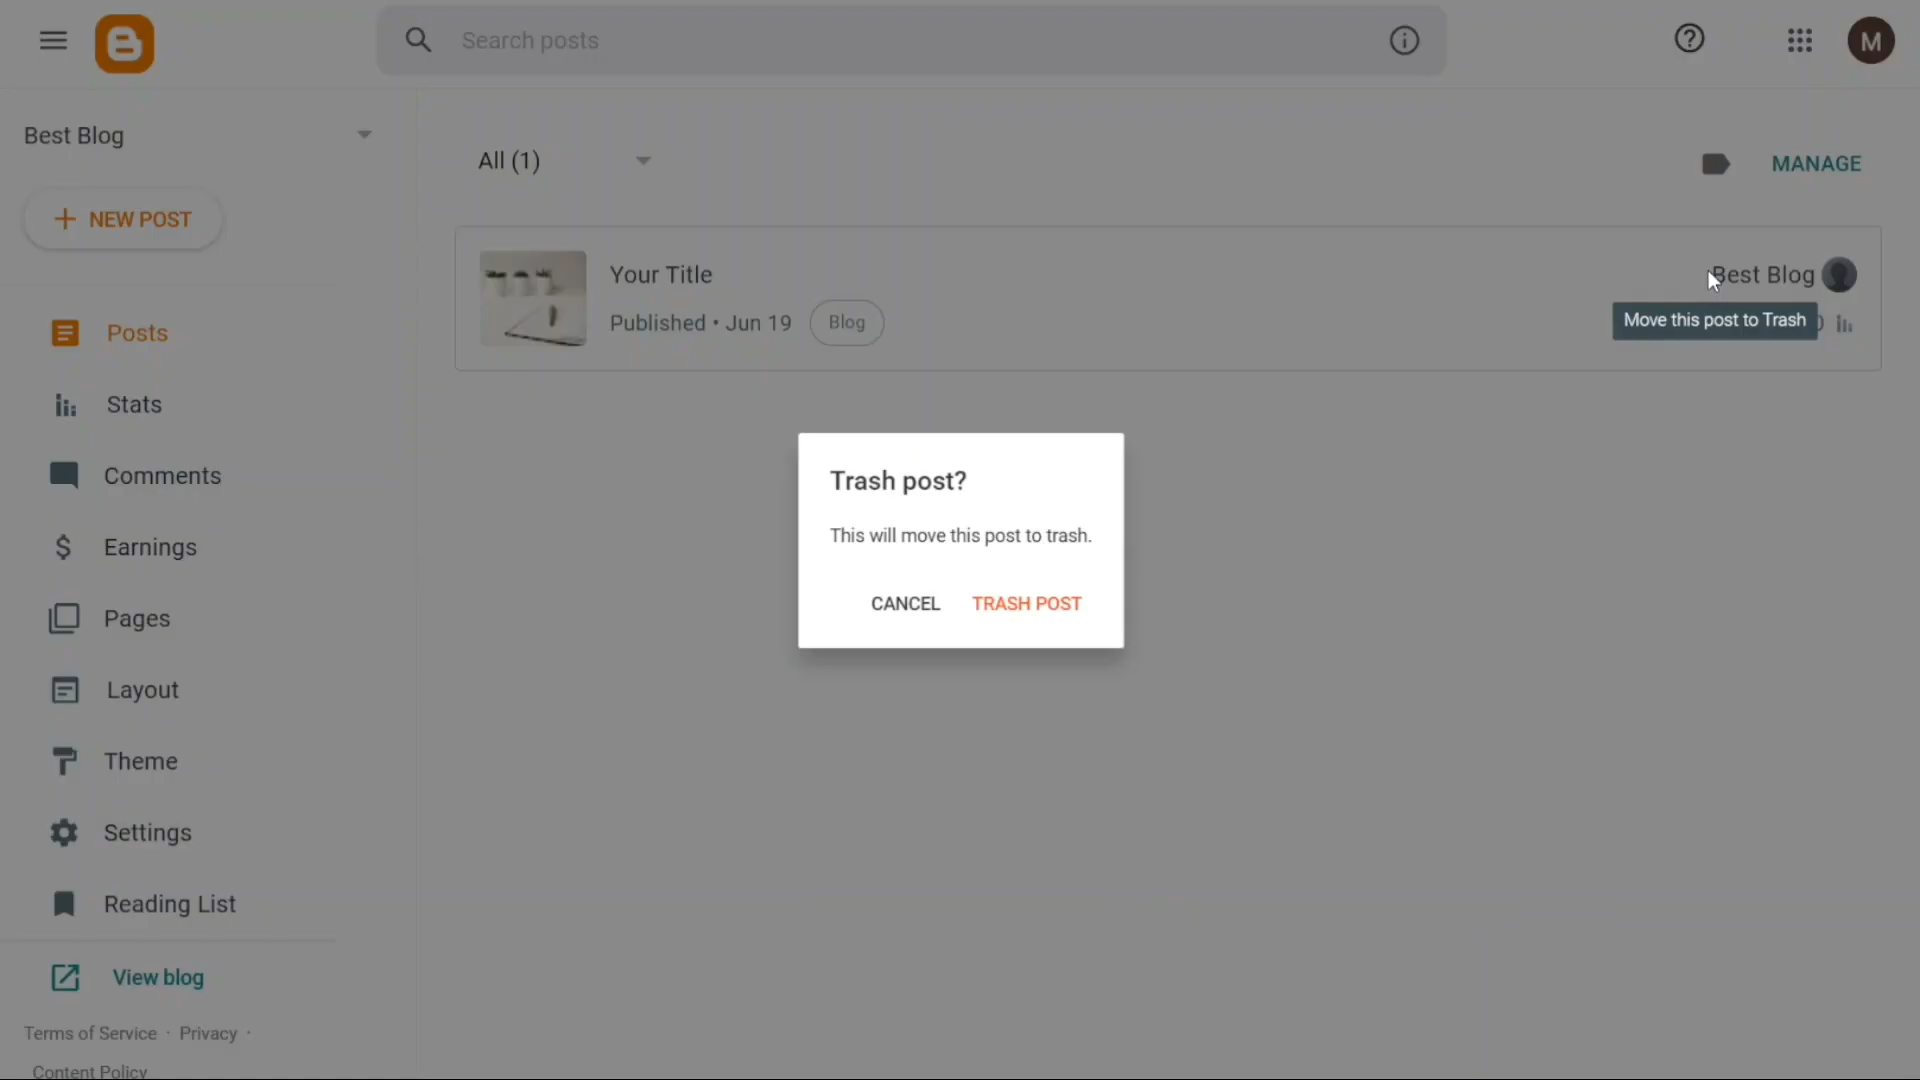 Search posts
M
Best Blog
All (1)
MANAGE
+ NEW POST
Your Title
Best Blog
Published • Jun 19
Blog
Move this post to Trash
Posts
Stats
Comments
Earnings
Pages
Layout
Theme
Settings
Reading List
View blog
Terms of Service · Privacy ·
Content Policy
Trash post?
This will move this post to trash.
CANCEL TRASH POST